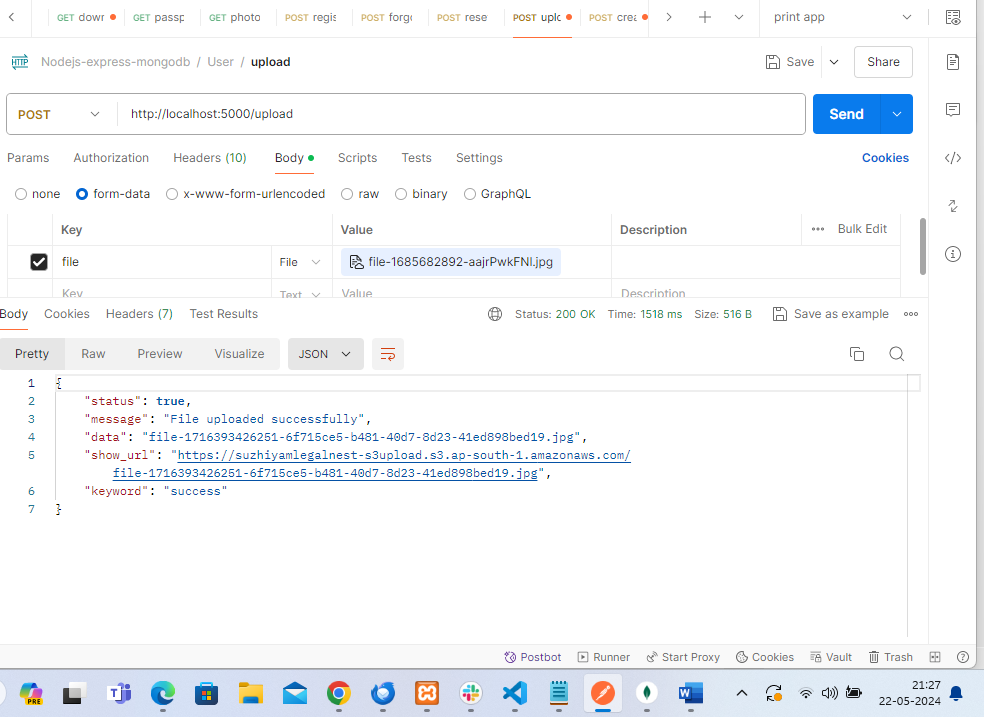 GET down GET passp GET photo POST regis POST forge POST rese POST uplo POST crea print app
HTTP Nodejs-express-mongodb / User / upload Save Share
POST http://localhost:5000/upload Send
Params Authorization Headers (10) Body Scripts Tests Settings Cookies
none form-data x-www-form-urlencoded raw binary GraphQL
Key Value Description Bulk Edit
file File file-1685682892-aajrPwkFNl.jpg
Key Text Value Description
Body Cookies Headers (7) Test Results Status: 200 OK Time: 1518 ms Size: 516 B Save as example
Pretty Raw Preview Visualize JSON
1 {
2 "status": true,
3 "message": "File uploaded successfully",
4 "data": "file-1716393426251-6f715ce5-b481-40d7-8d23-41ed898bed19.jpg",
5 "show_url": "https://suzhiyamlegalnest-s3upload.s3.ap-south-1.amazonaws.com/
file-1716393426251-6f715ce5-b481-40d7-8d23-41ed898bed19.jpg",
6 "keyword": "success"
7 }
Postbot Runner Start Proxy Cookies Vault Trash
PRE 21:27
22-05-2024